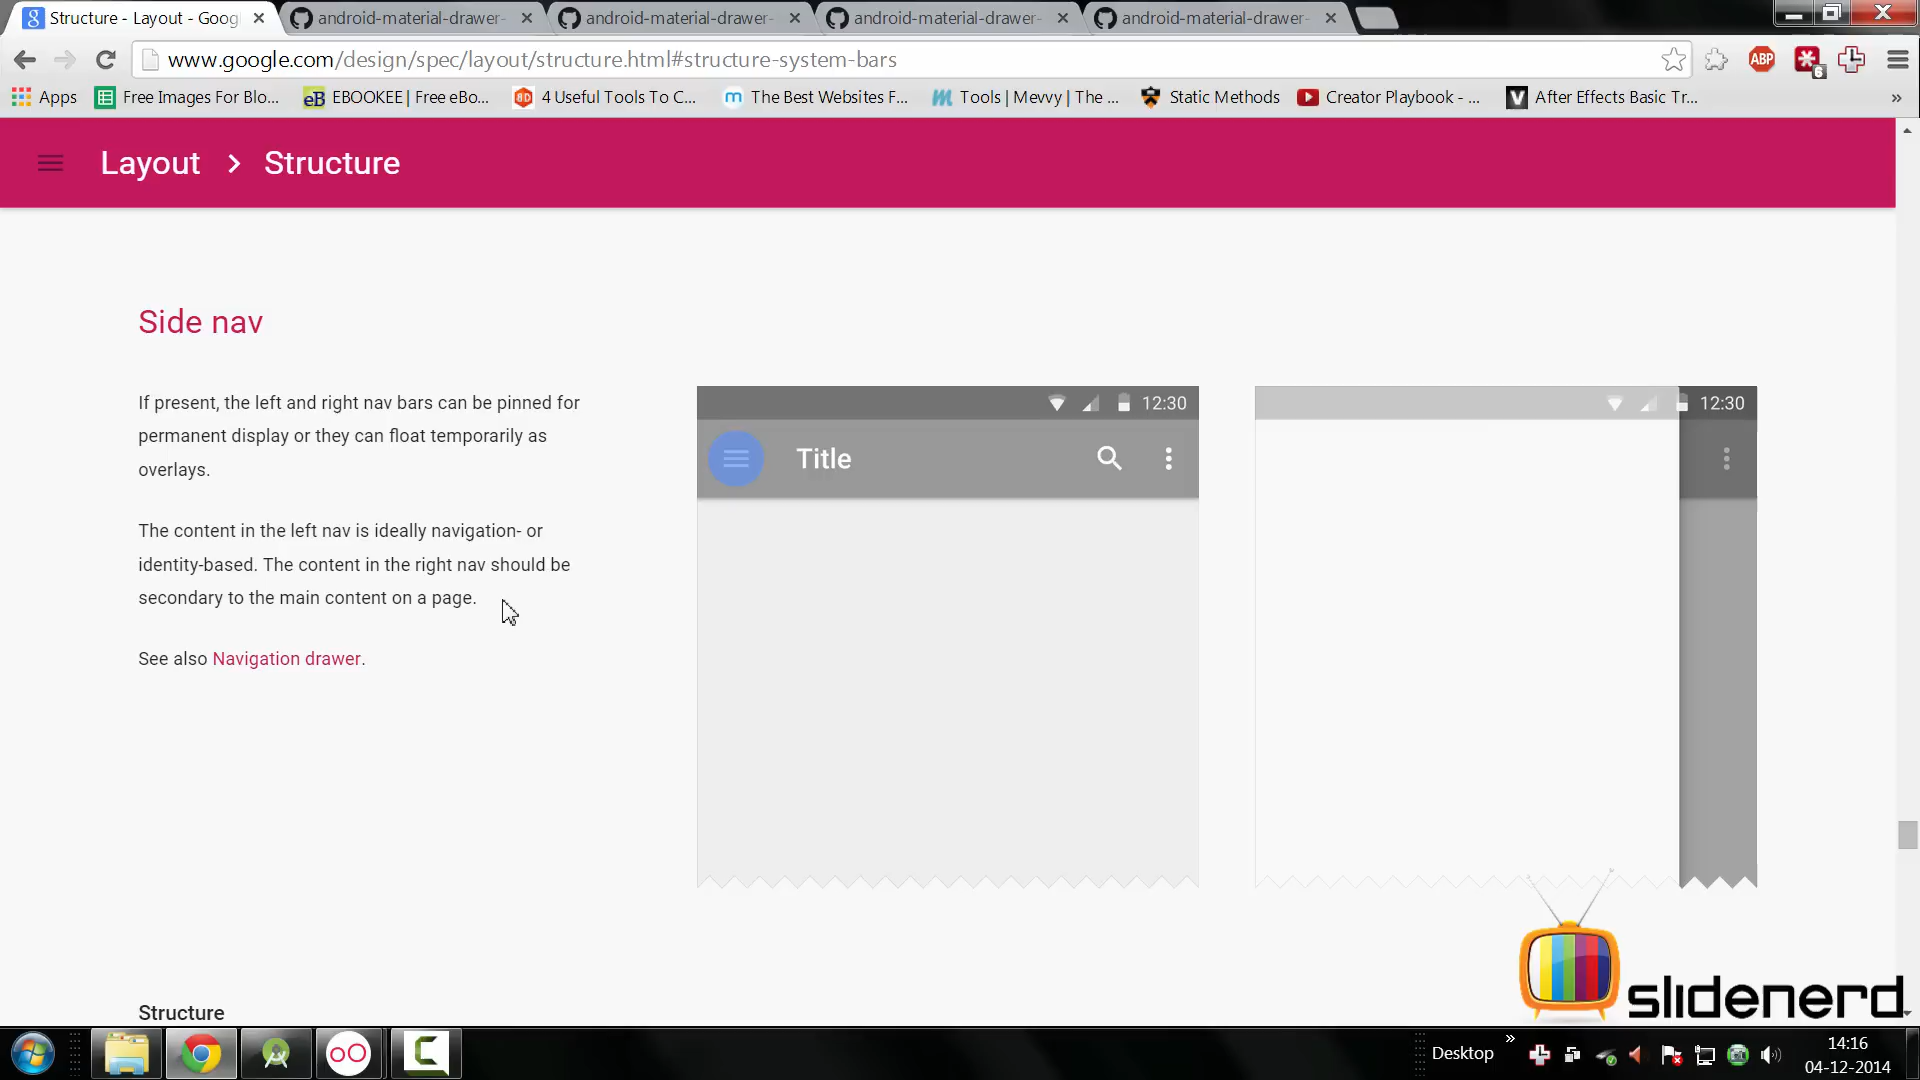 Structure - Layout - Goog
android-material-drawer-
android-material-drawer-
android-material-drawer-
android-material-drawer-
www.google.com/design/spec/layout/structure.html#structure-system-bars
ABP
6
Apps
Free Images For Blo...
eB
EBOOKEE | Free eBo...
4 Useful Tools To C...
The Best Websites F...
Tools | Mevvy | The ...
Static Methods
Creator Playbook - ...
After Effects Basic Tr...
»
Layout > Structure
Side nav
If present, the left and right nav bars can be pinned for
permanent display or they can float temporarily as
overlays.
The content in the left nav is ideally navigation- or
identity-based. The content in the right nav should be
secondary to the main content on a page.
See also Navigation drawer.
12:30
Title
12:30
Structure
slidenerd
Desktop
»
14:16
04-12-2014